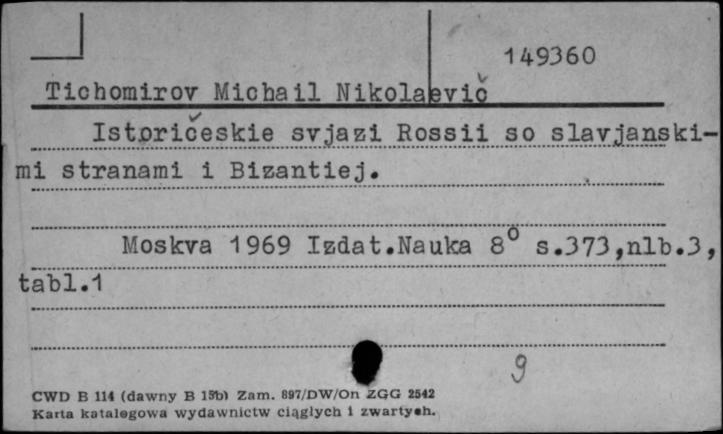 149360
Tichomirov Michail Nikolaevič
Istoričeskie svjazi Rossii so slavjanski-
mi stranami i Bizantiej.
Moskva 1969 Izdat.Nauka 8° s.373,nlb.3,
tabl.1
9
CWD B 114 (dawny B 15b) Zam. 897/DW/On ZGG 2542
Karta katalogowa wydawnictw ciągłych i zwartych.